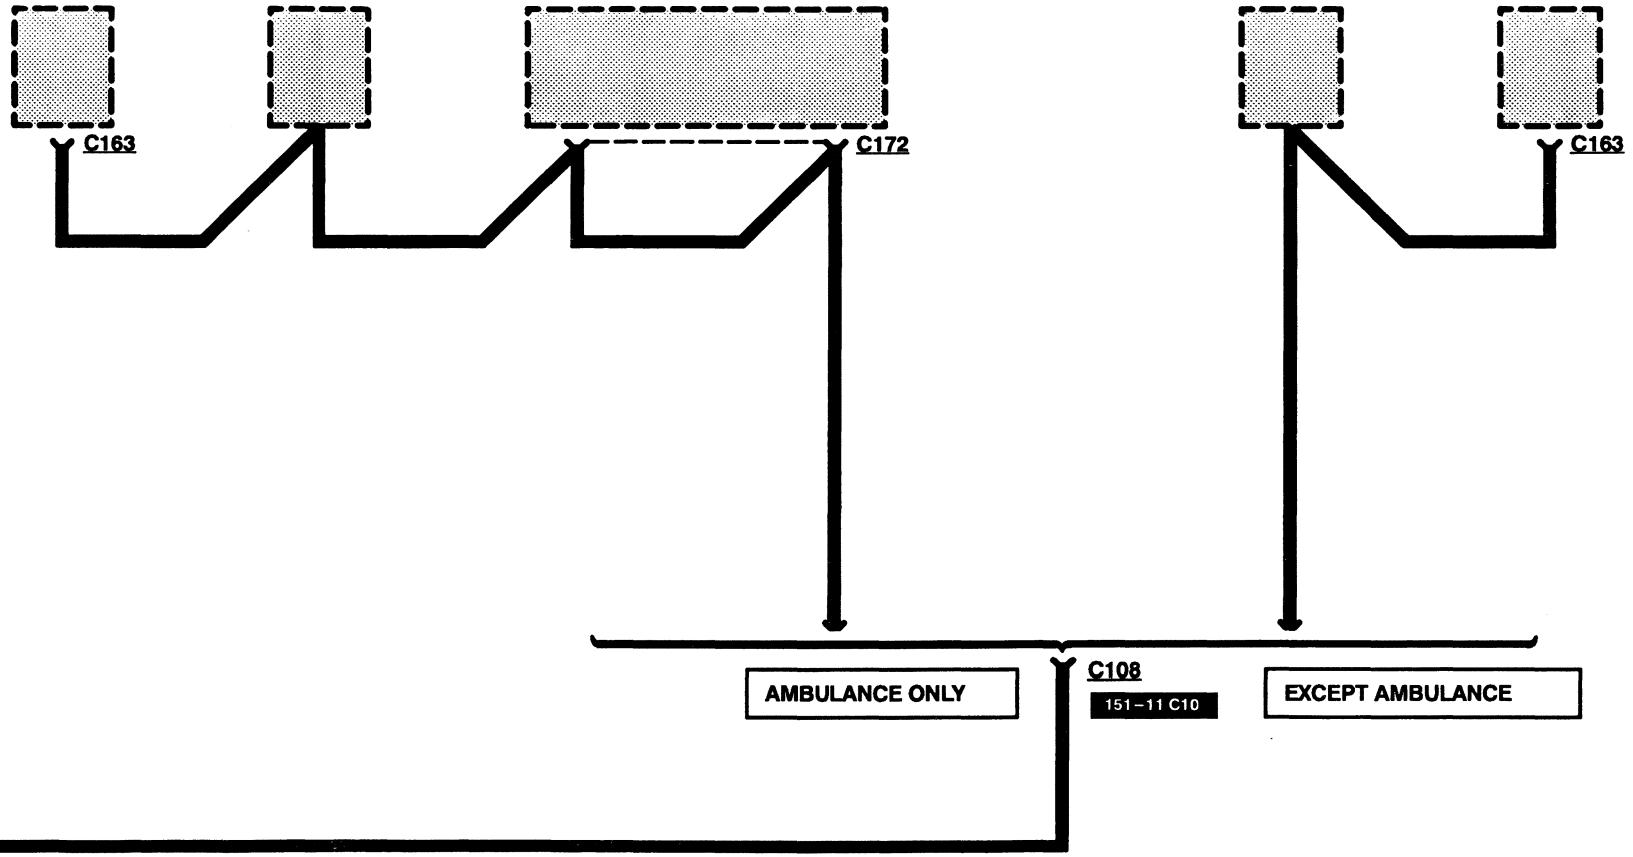 C163
C172
C163
C108
AMBULANCE ONLY
151-11 C10
EXCEPT AMBULANCE